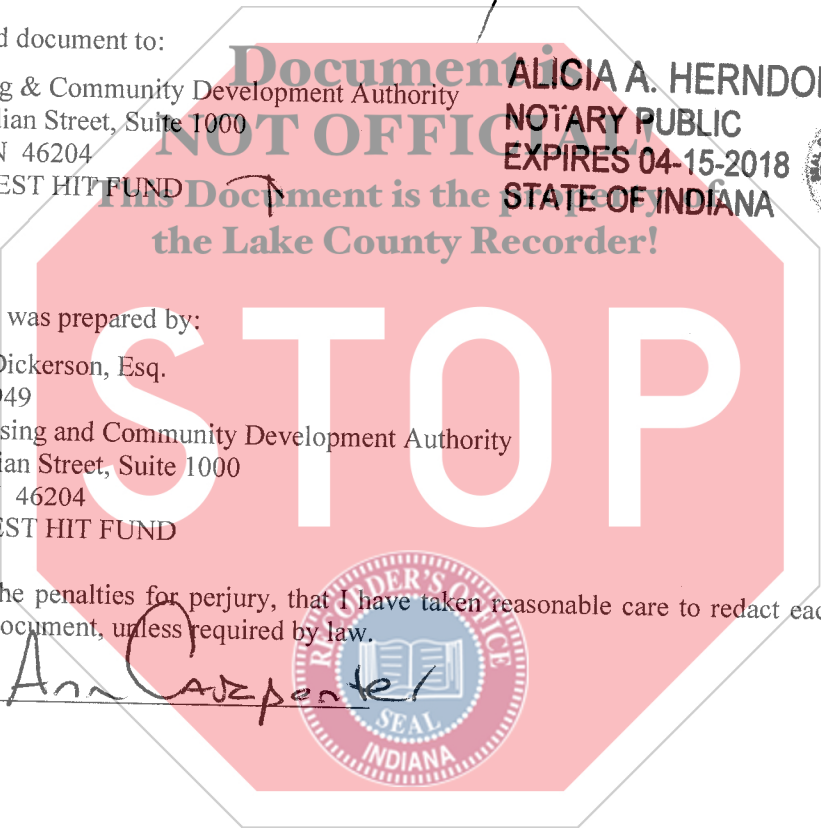 d document to:
Document is
ALICIA A. HERNDO
g & Community Development Authority
NOTARY PUBLIC
ian Street, Suite 1000
NOT OFFICIAL!
EXPIRES 04-15-2018
N 46204
STATE OF INDIANA
EST HIT FUND
This Document is the property of
the Lake County Recorder!
was prepared by:
Dickerson, Esq.
949
STOP
sing and Community Development Authority
ian Street, Suite 1000
46204
EST HIT FUND
he penalties for perjury, that I have taken reasonable care to redact eac
ocument, unless required by law.
Ann Carpenter
RECORDER'S OFFICE
SEAL
INDIANA